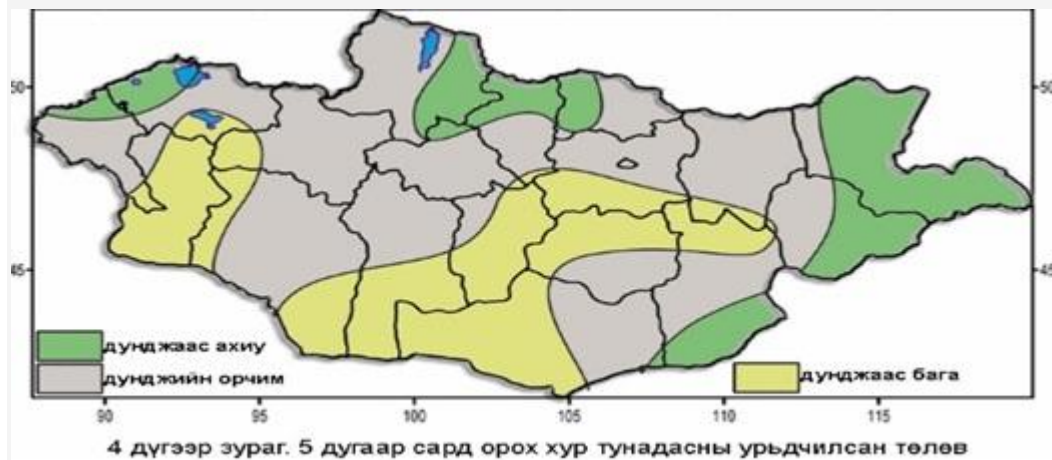 50
50
45
45
дунджаас ахиу
дунджийн орчим
дунджаас бага
90 95 100 105 110 115
4 дүгээр зураг. 5 дугаар сард орох хур тунадасны урьдчилсан төлөв